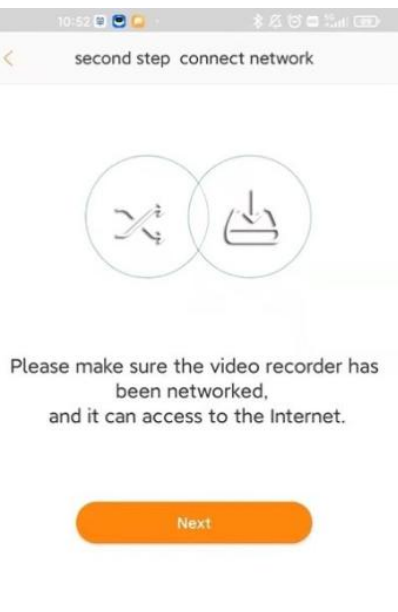 10:52
second step connect network
Please make sure the video recorder has
been networked,
and it can access to the Internet.
Next